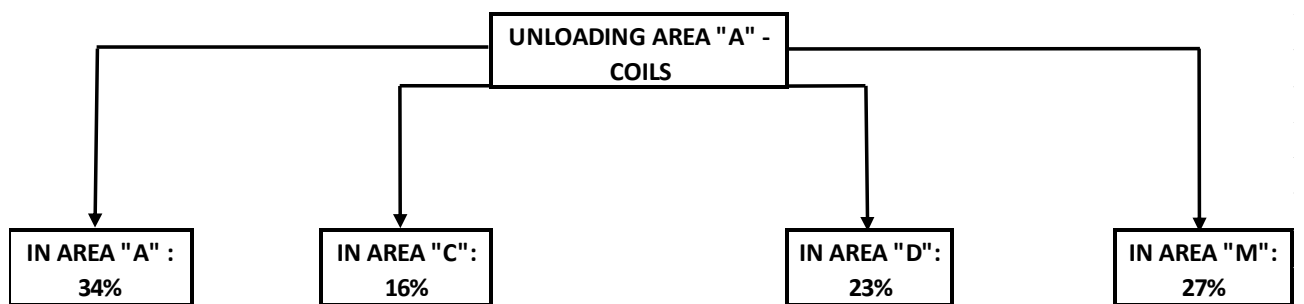 UNLOADING AREA "A" -
COILS
IN AREA "A" :
34%
IN AREA "C":
16%
IN AREA "D":
23%
IN AREA "M":
27%